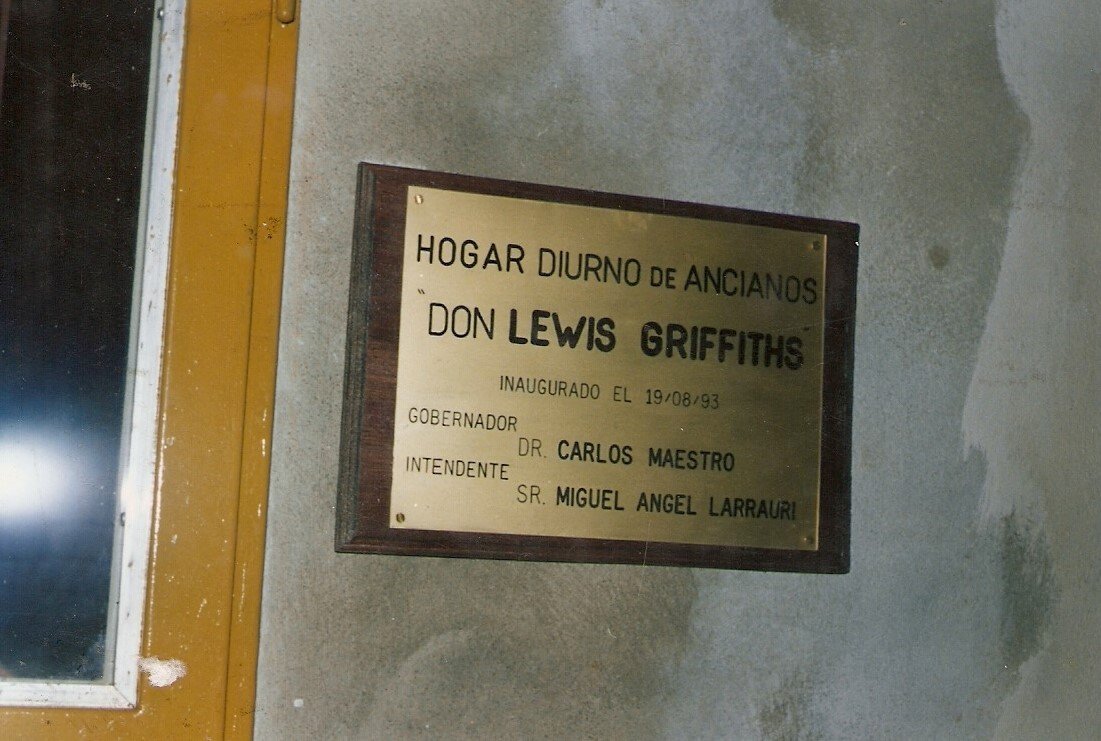 HOGAR DIURNO DE ANCIANOS
"DON LEWIS GRIFFITHS"
INAUGURADO EL 19/08/93
GOBERNADOR
DR. CARLOS MAESTRO
INTENDENTE
SR. MIGUEL ANGEL LARRAURI